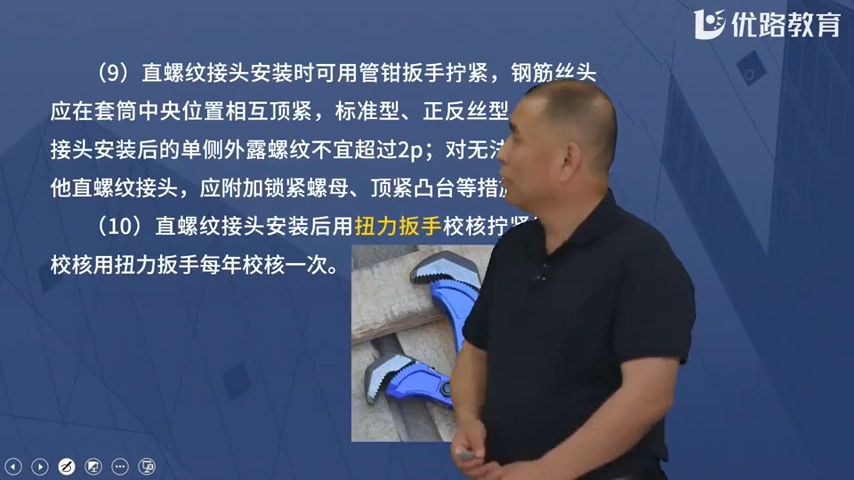 优路教育
（9）直螺纹接头安装时可用管钳扳手拧紧，钢筋丝头
应在套筒中央位置相互顶紧，标准型、正反丝型
接头安装后的单侧外露螺纹不宜超过2p；对无法
他直螺纹接头，应附加锁紧螺母、顶紧凸台等措施
（10）直螺纹接头安装后用扭力扳手校核拧紧
校核用扭力扳手每年校核一次。